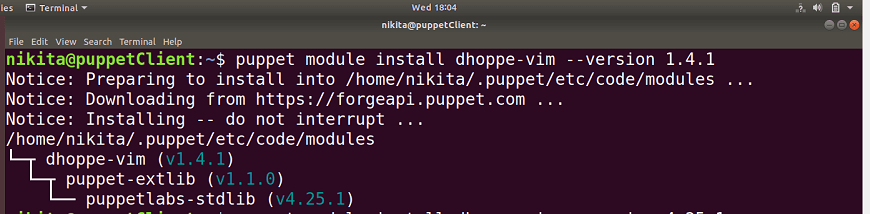 ies Terminal ▾ Wed 18:04
nikita@puppetClient: ~
File Edit View Search Terminal Help
nikita@puppetClient:~$ puppet module install dhoppe-vim --version 1.4.1
Notice: Preparing to install into /home/nikita/.puppet/etc/code/modules ...
Notice: Downloading from https://forgeapi.puppet.com ...
Notice: Installing -- do not interrupt ...
/home/nikita/.puppet/etc/code/modules
└─┬ dhoppe-vim (v1.4.1)
  └─┬ puppet-extlib (v1.1.0)
    └── puppetlabs-stdlib (v4.25.1)